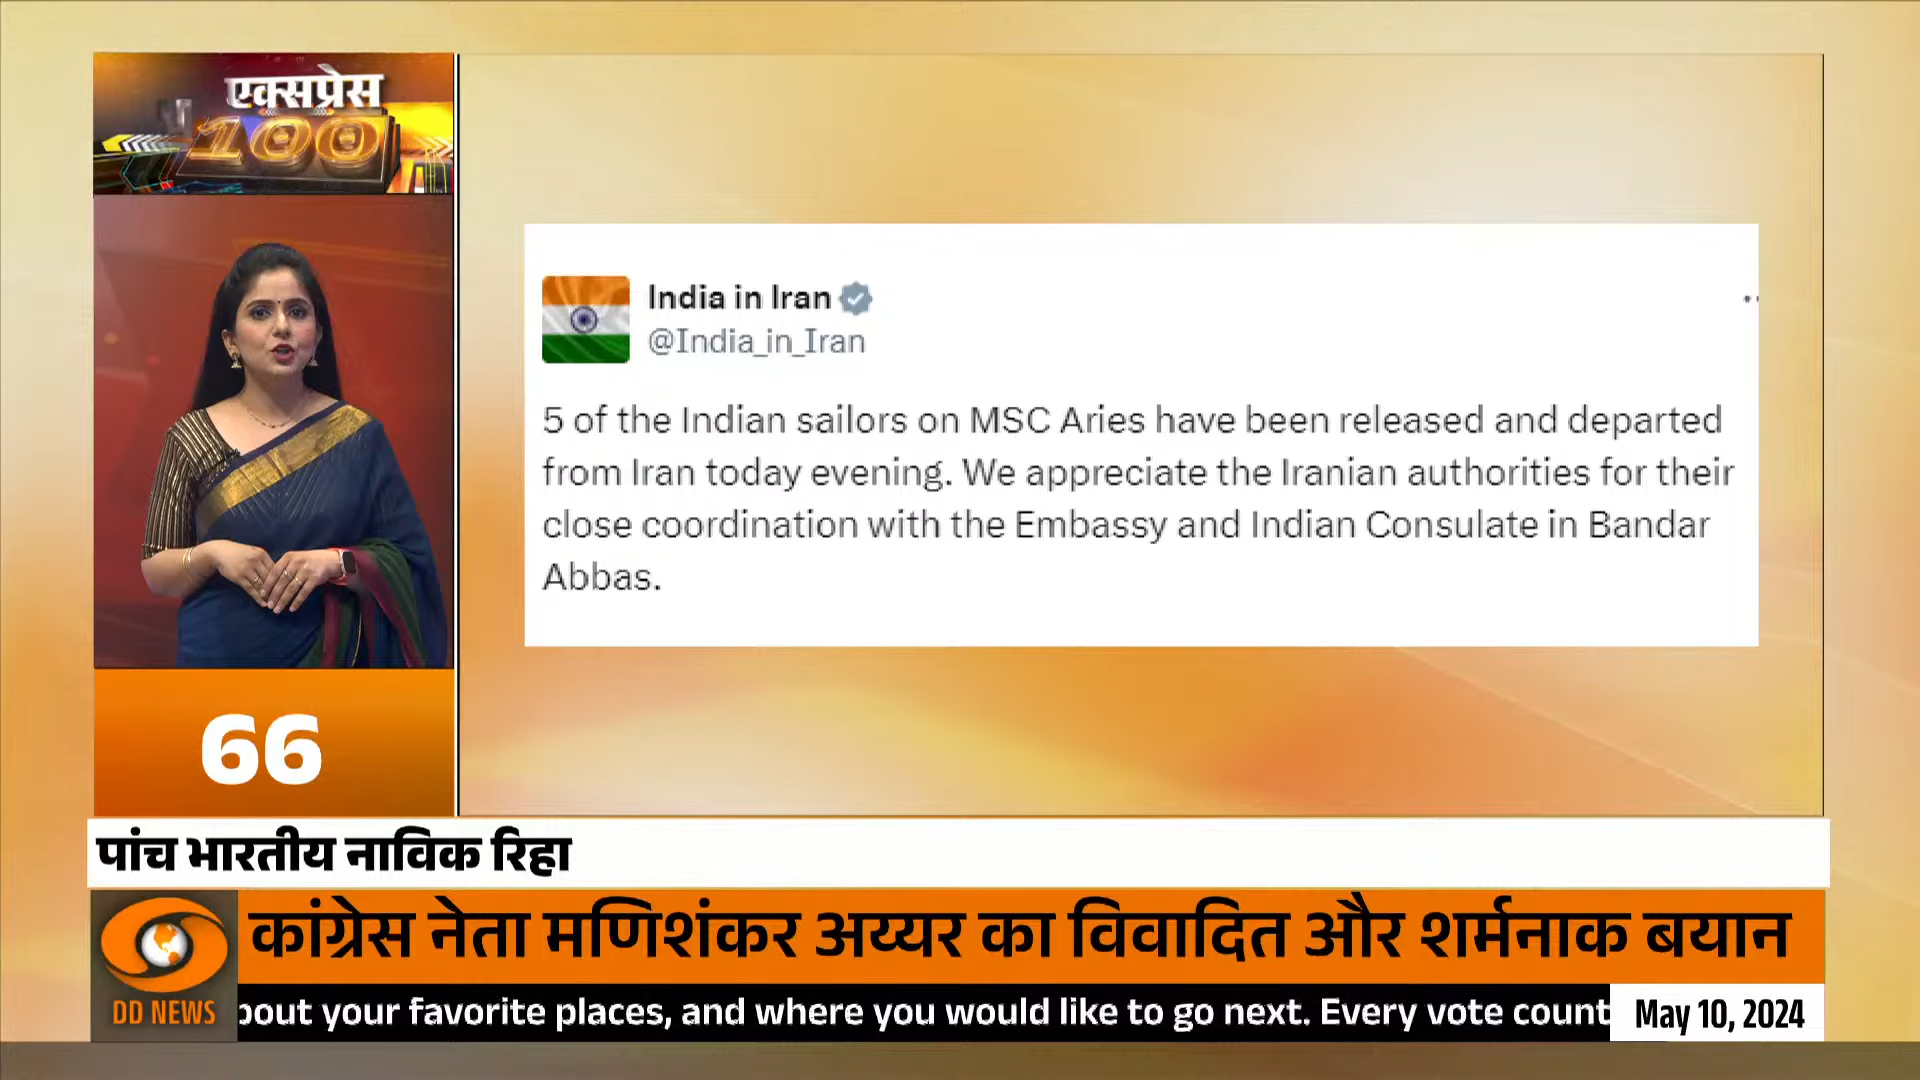 एक्सप्रेस
100
India in Iran
@India_in_Iran
5 of the Indian sailors on MSC Aries have been released and departed
from Iran today evening. We appreciate the Iranian authorities for their
close coordination with the Embassy and Indian Consulate in Bandar
Abbas.
66
पांच भारतीय नाविक रिहा
कांग्रेस नेता मणिशंकर अय्यर का विवादित और शर्मनाक बयान
DD NEWS
bout your favorite places, and where you would like to go next. Every vote count
May 10, 2024